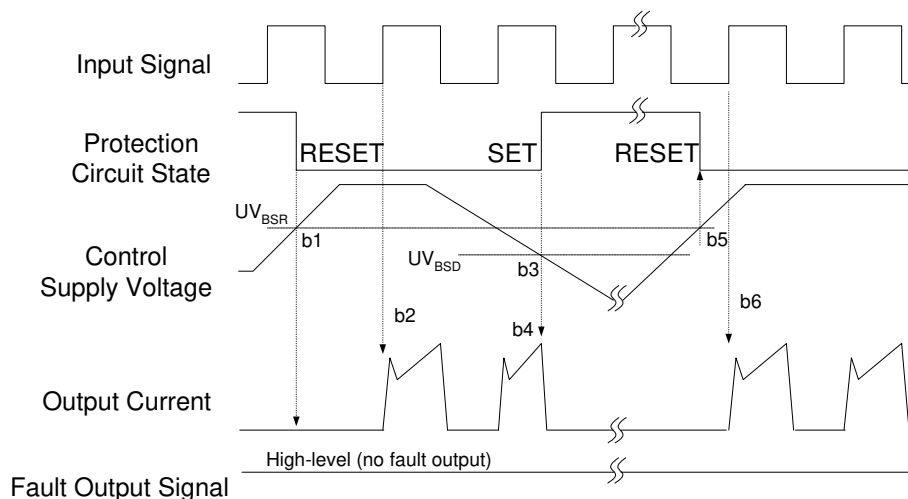 Input Signal
Protection
Circuit State
RESET
SET
RESET
UV_BSR
b1
b5
UV_BSD
b3
Control
Supply Voltage
b6
b2
b4
Output Current
High-level (no fault output)
Fault Output Signal